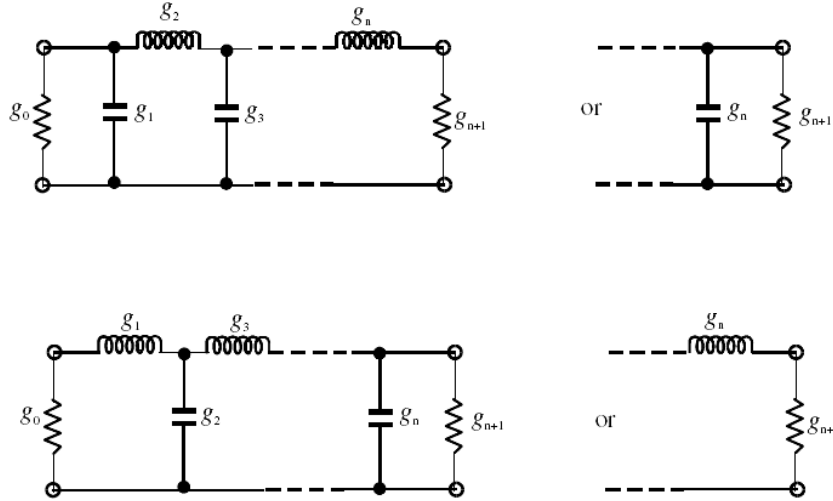 g₂ gₙ
g₀ g₁ g₃ gₙ₊₁ or gₙ gₙ₊₁
g₁ g₃ gₙ
g₀ g₂ gₙ gₙ₊₁ or gₙ₊